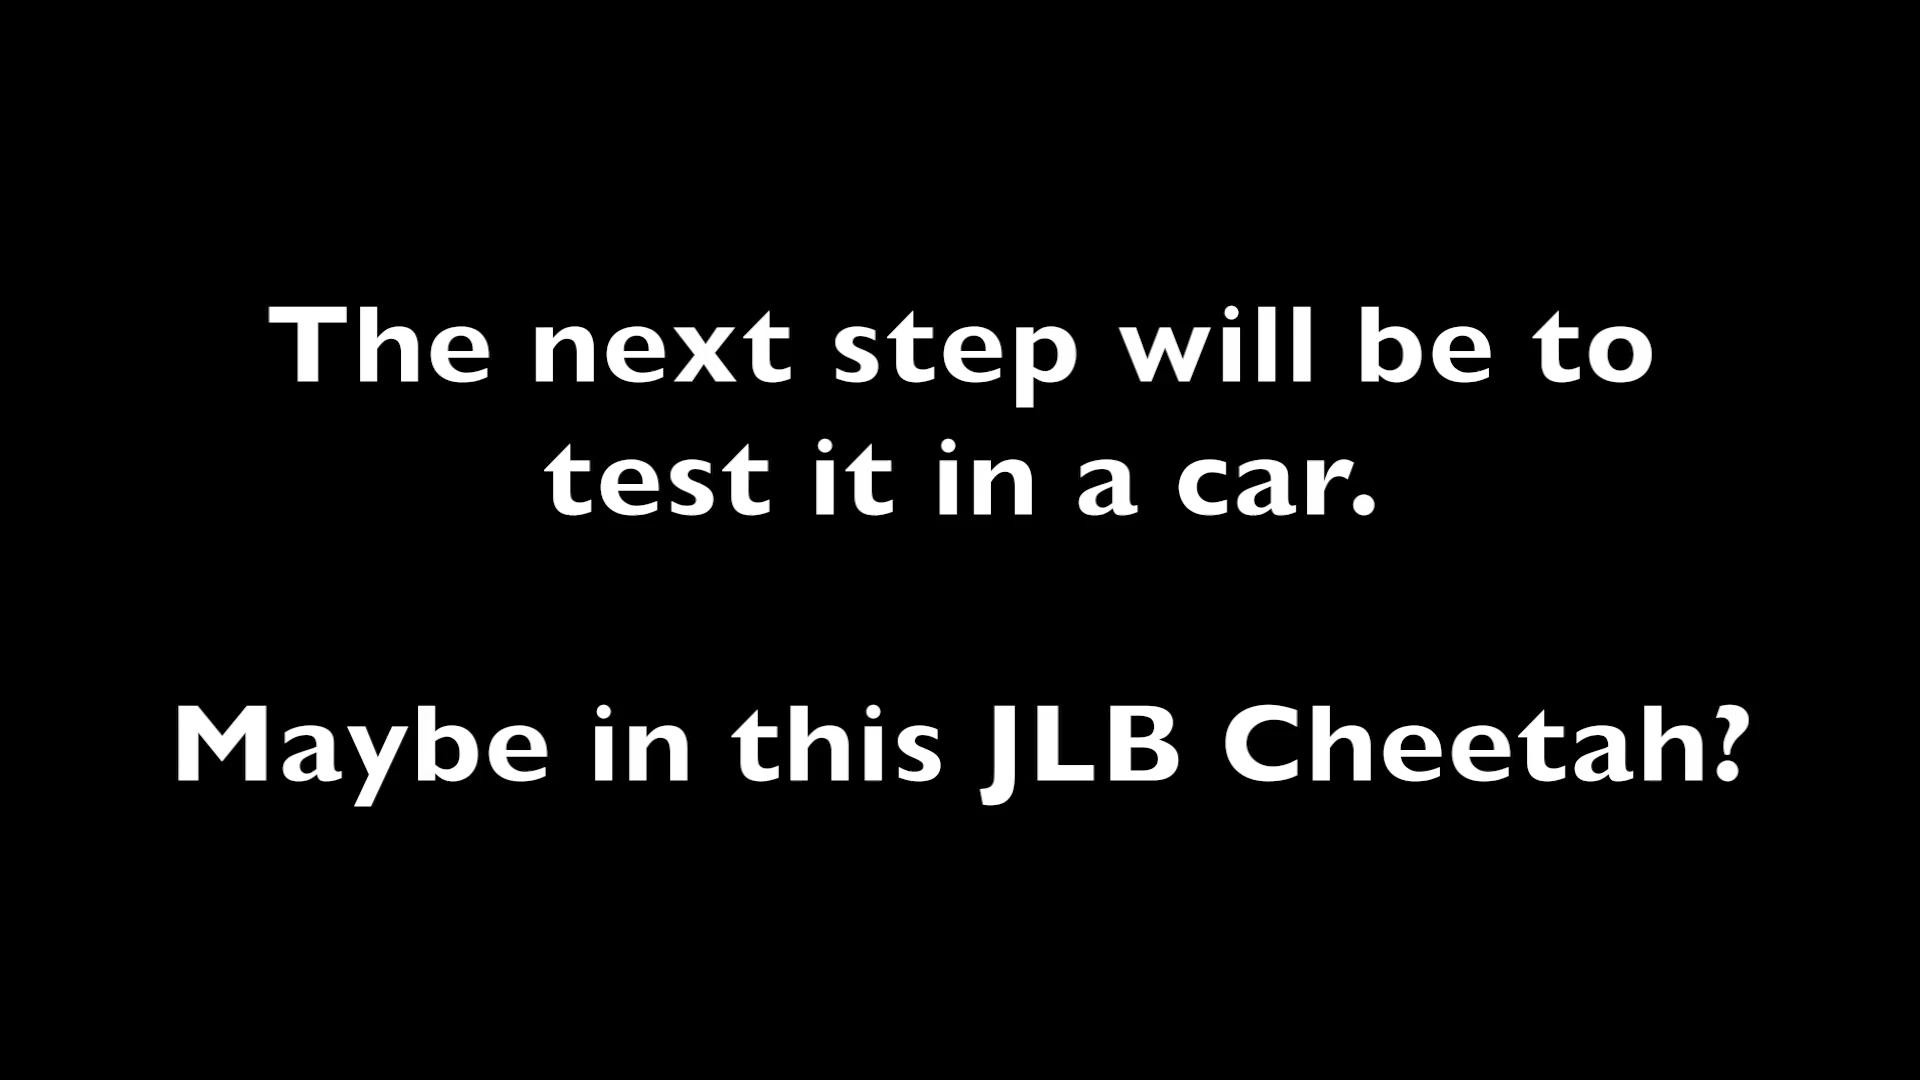 The next step will be to
test it in a car.
Maybe in this JLB Cheetah?